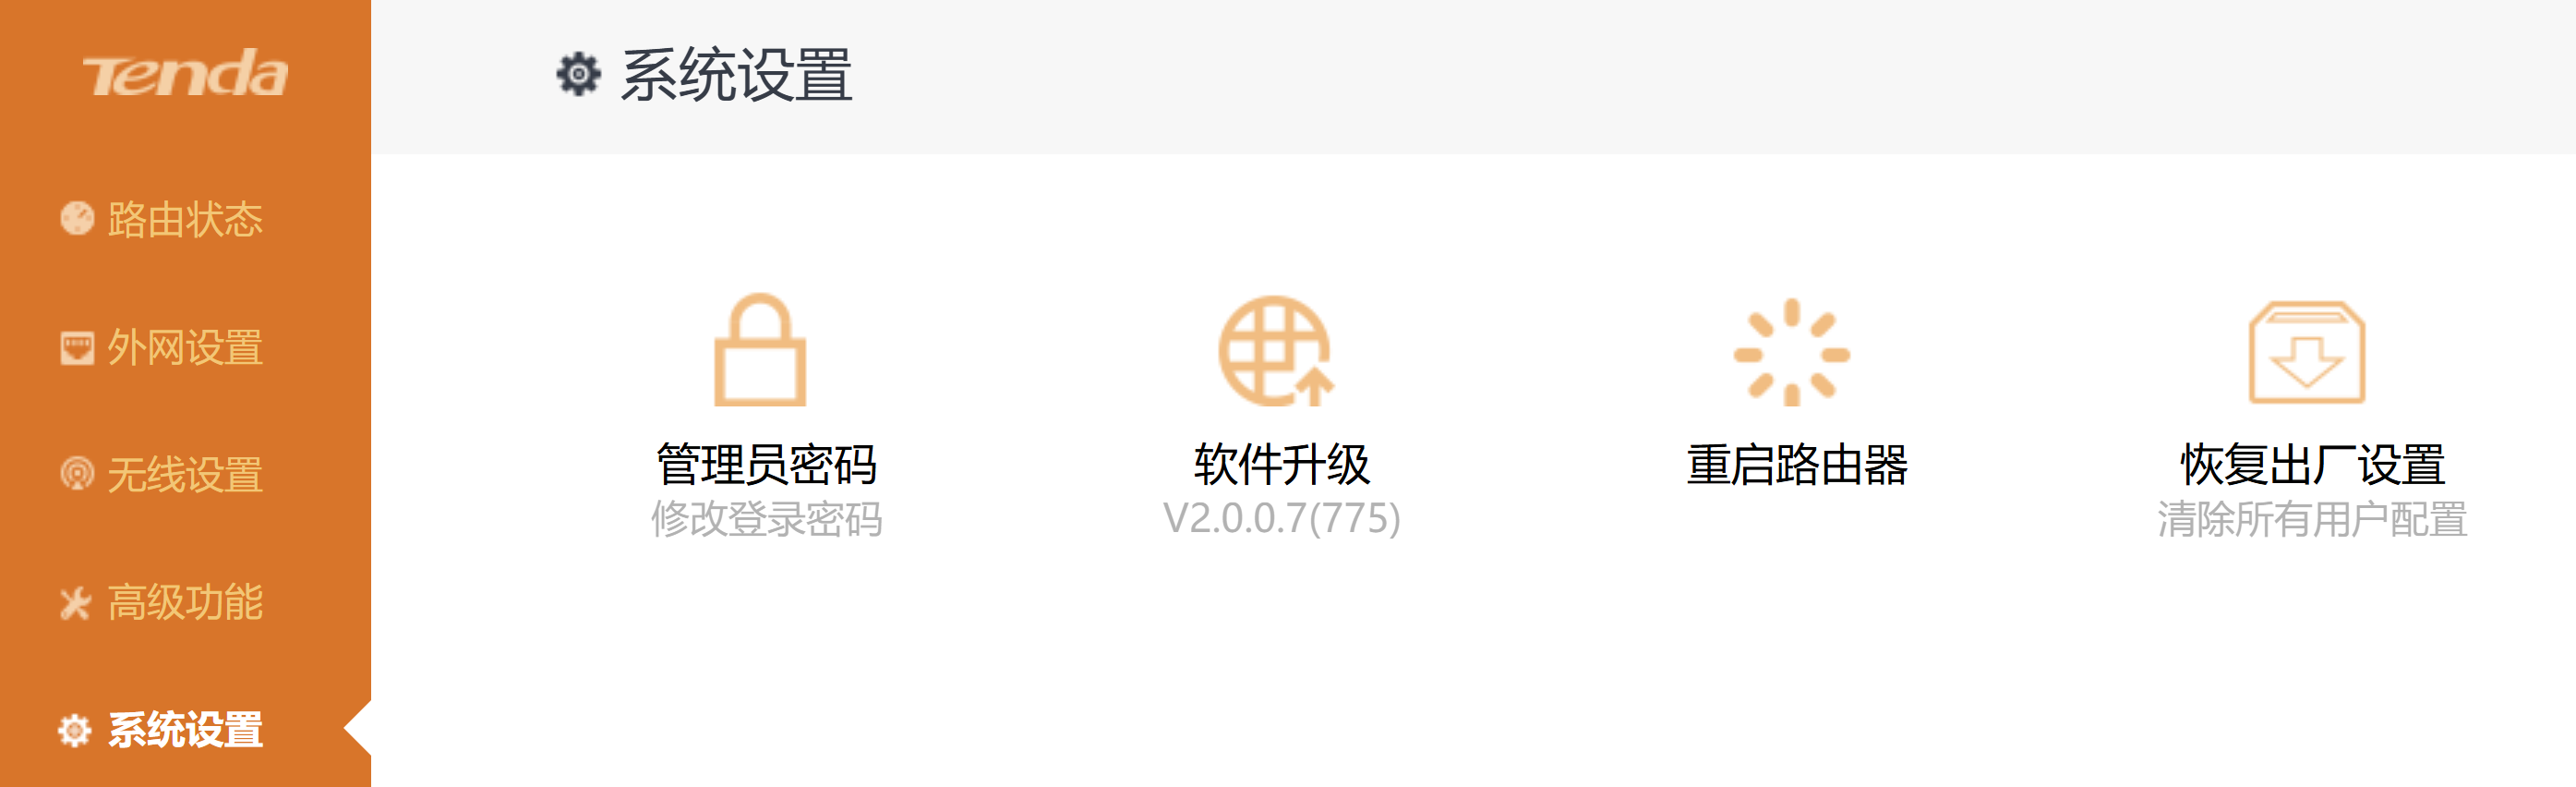 Tenda
路由状态
外网设置
无线设置
高级功能
系统设置
系统设置
管理员密码
修改登录密码
软件升级
V2.0.0.7(775)
重启路由器
恢复出厂设置
清除所有用户配置